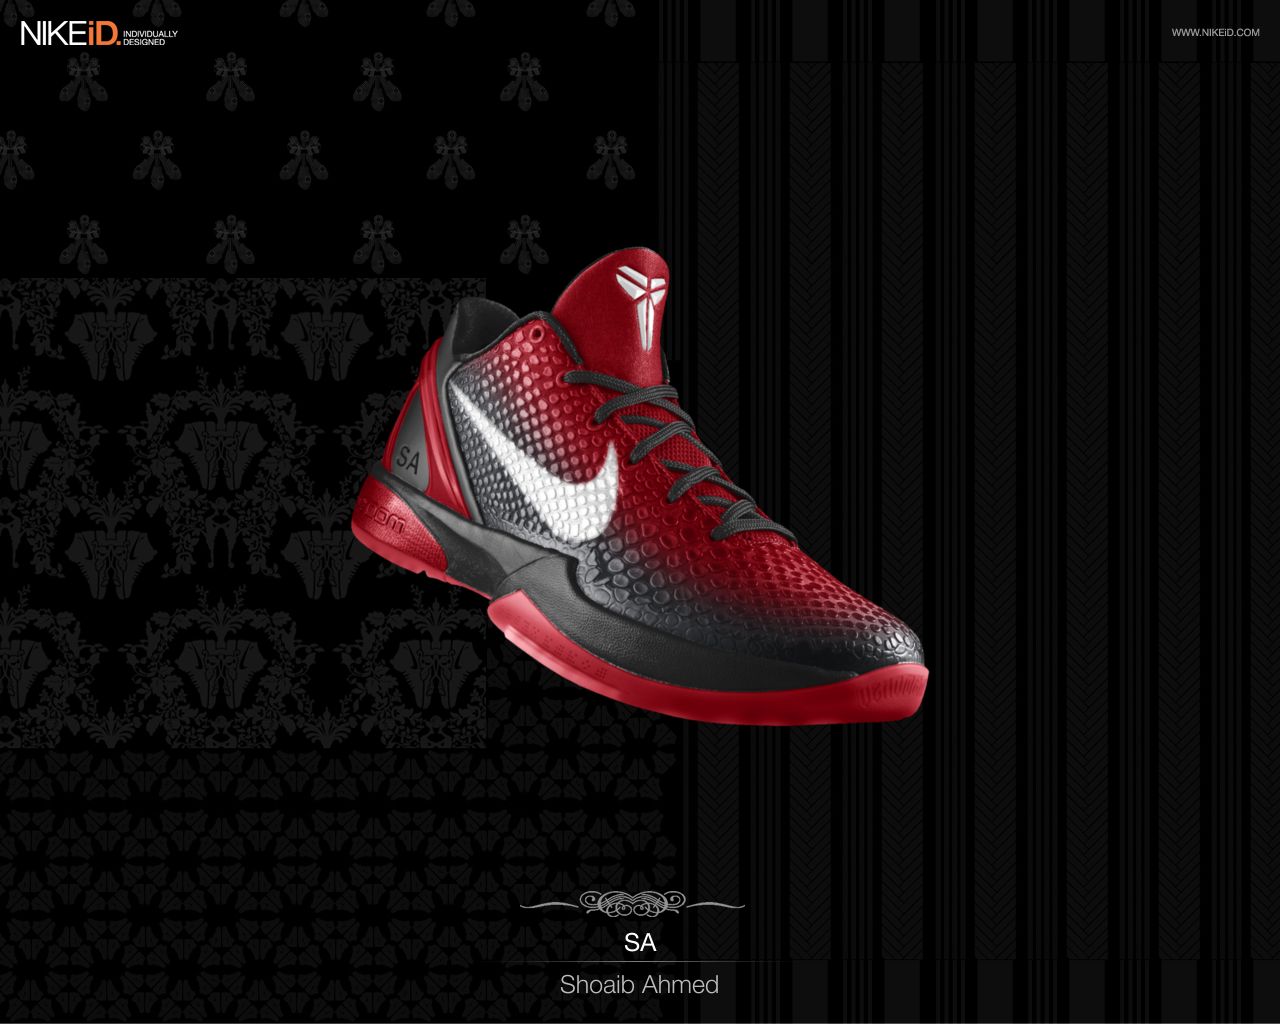 NIKEiD. INDIVIDUALLY DESIGNED
WWW.NIKEiD.COM
SA
SA
Shoaib Ahmed